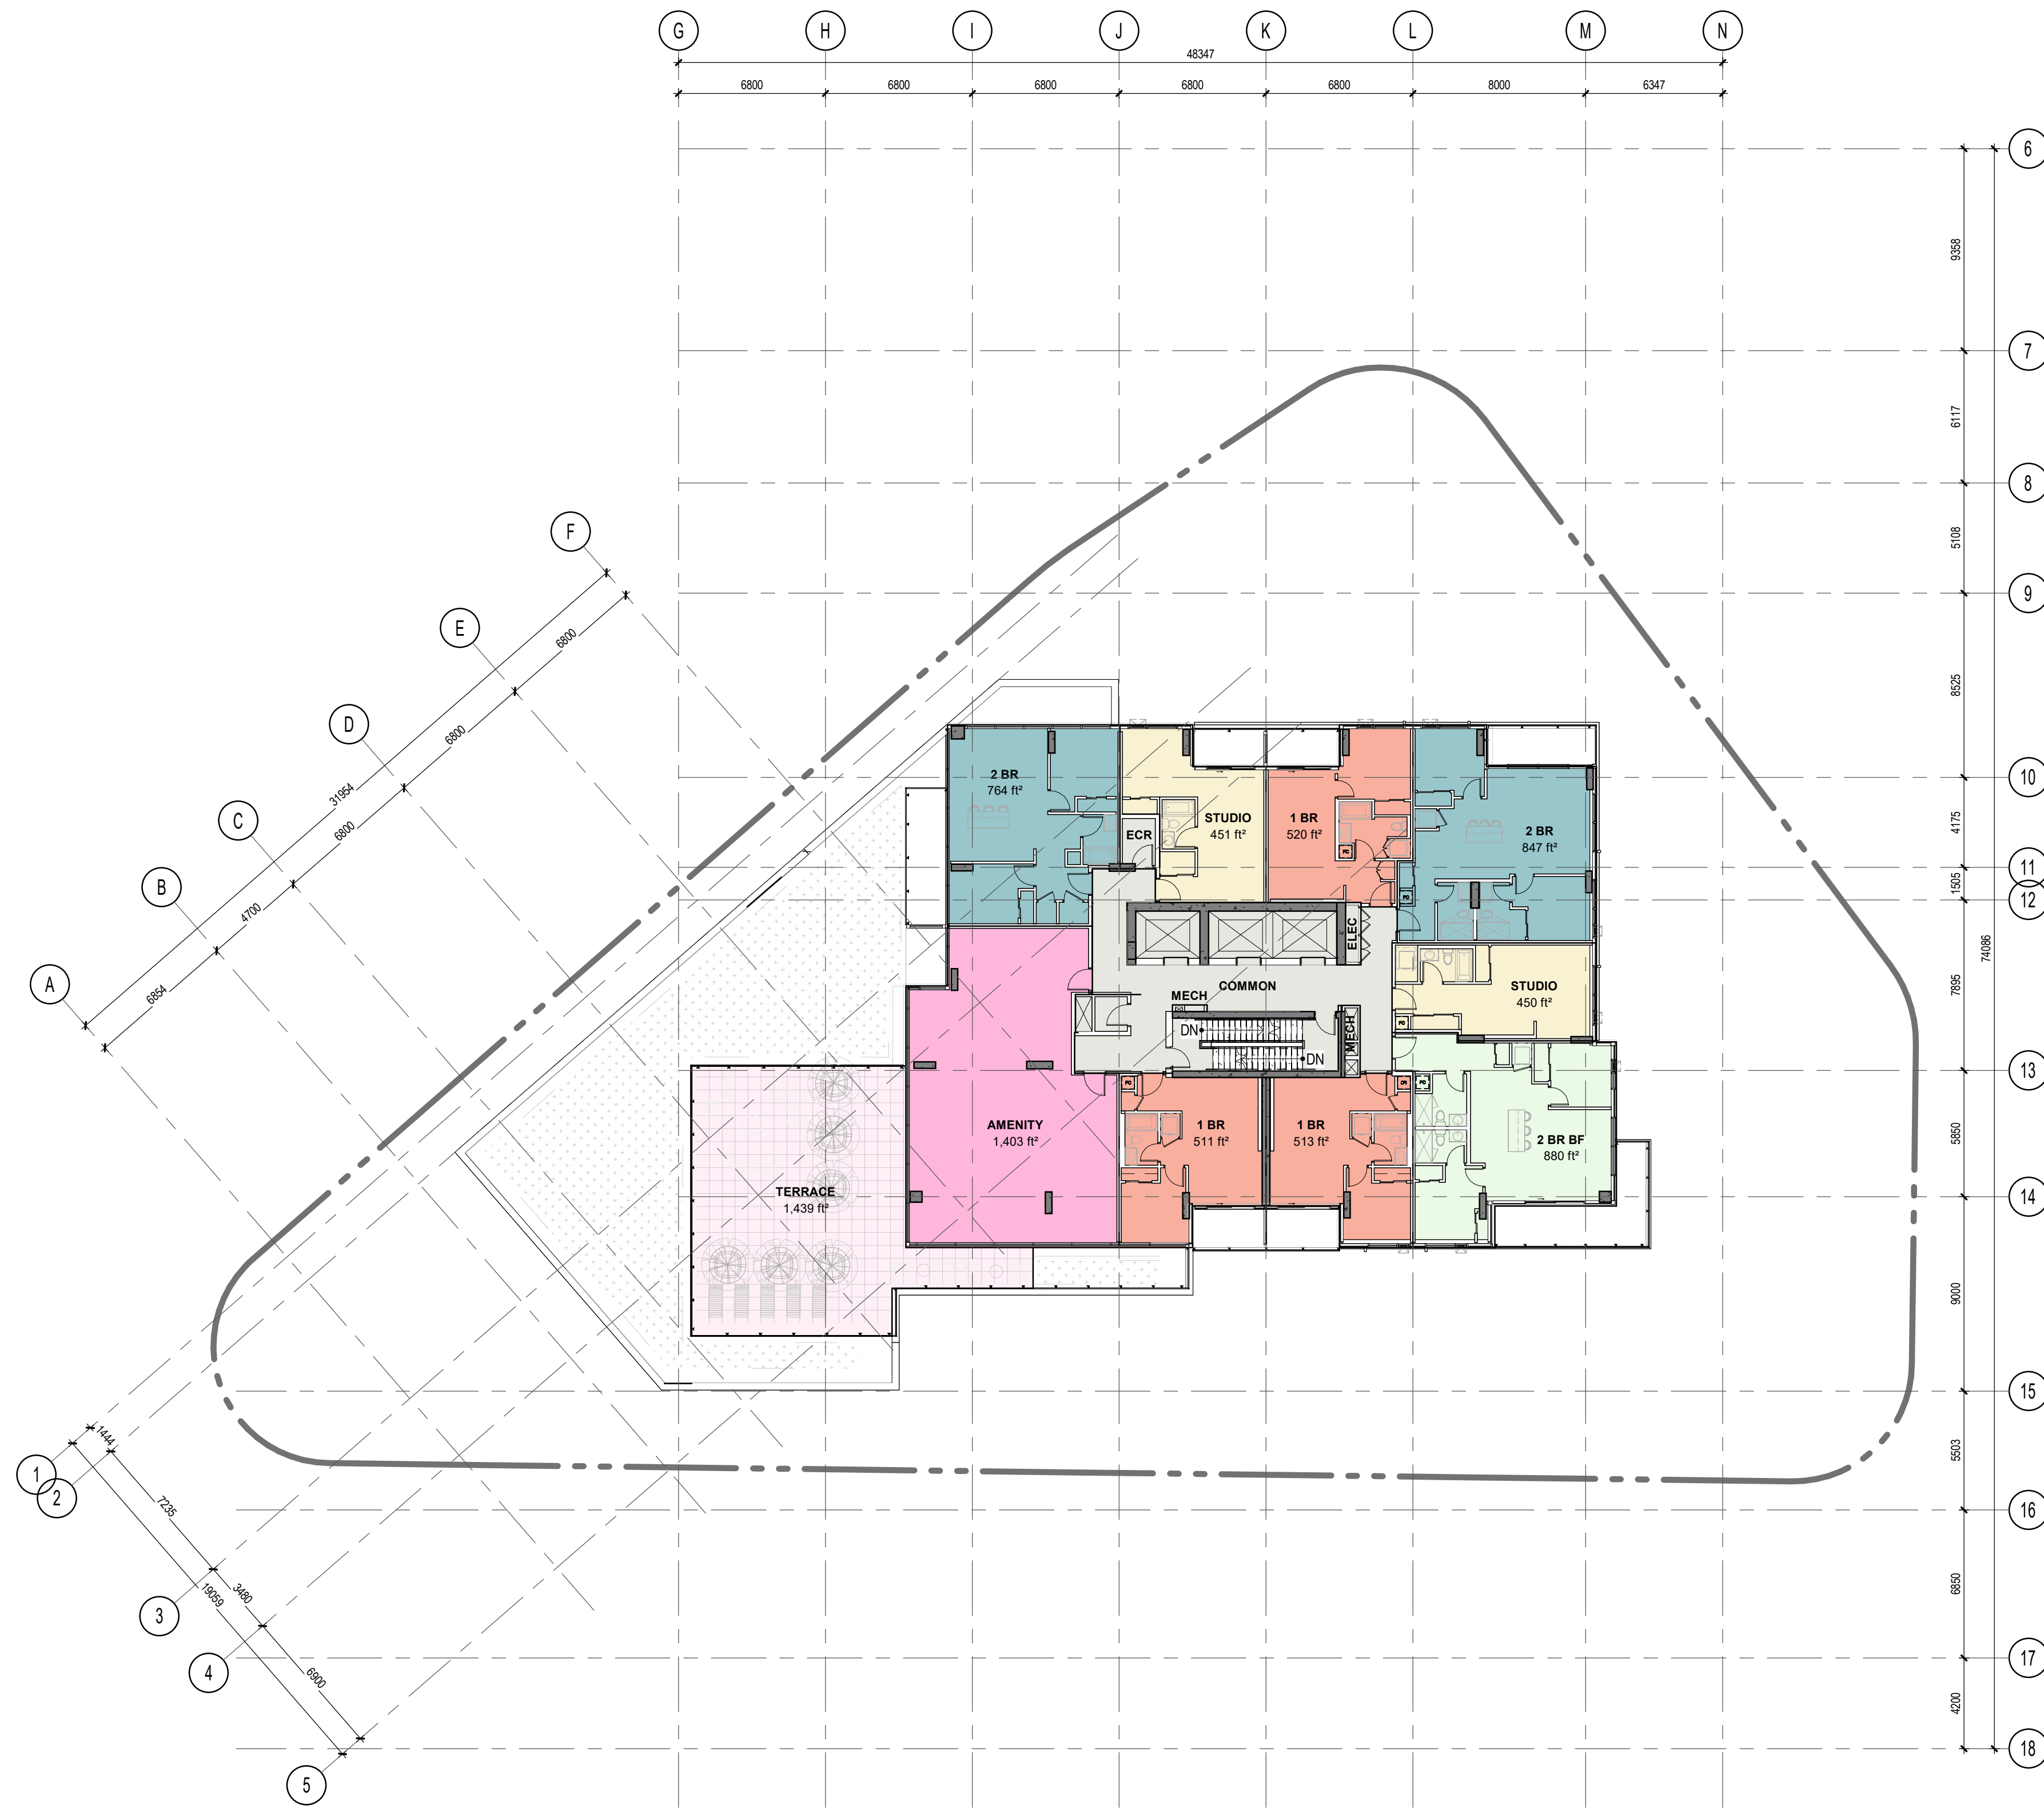 G
H
I
J
K
L
M
N
48347
6800
6800
6800
6800
6800
8000
6347
6
7
8
9
10
11
12
13
14
15
16
17
18
9358
6117
5108
8525
4175
1505
7895
5850
9000
5503
6850
4200
74086
F
E
D
C
B
A
6800
6800
6800
4700
6854
31954
2 BR
764 ft²
ECR
STUDIO
451 ft²
1 BR
520 ft²
2 BR
847 ft²
ELEC
COMMON
MECH
MECH
DN
DN
STUDIO
450 ft²
AMENITY
1,403 ft²
1 BR
511 ft²
1 BR
513 ft²
2 BR BF
880 ft²
TERRACE
1,439 ft²
1
2
3
4
5
1444
7235
3480
6900
19059